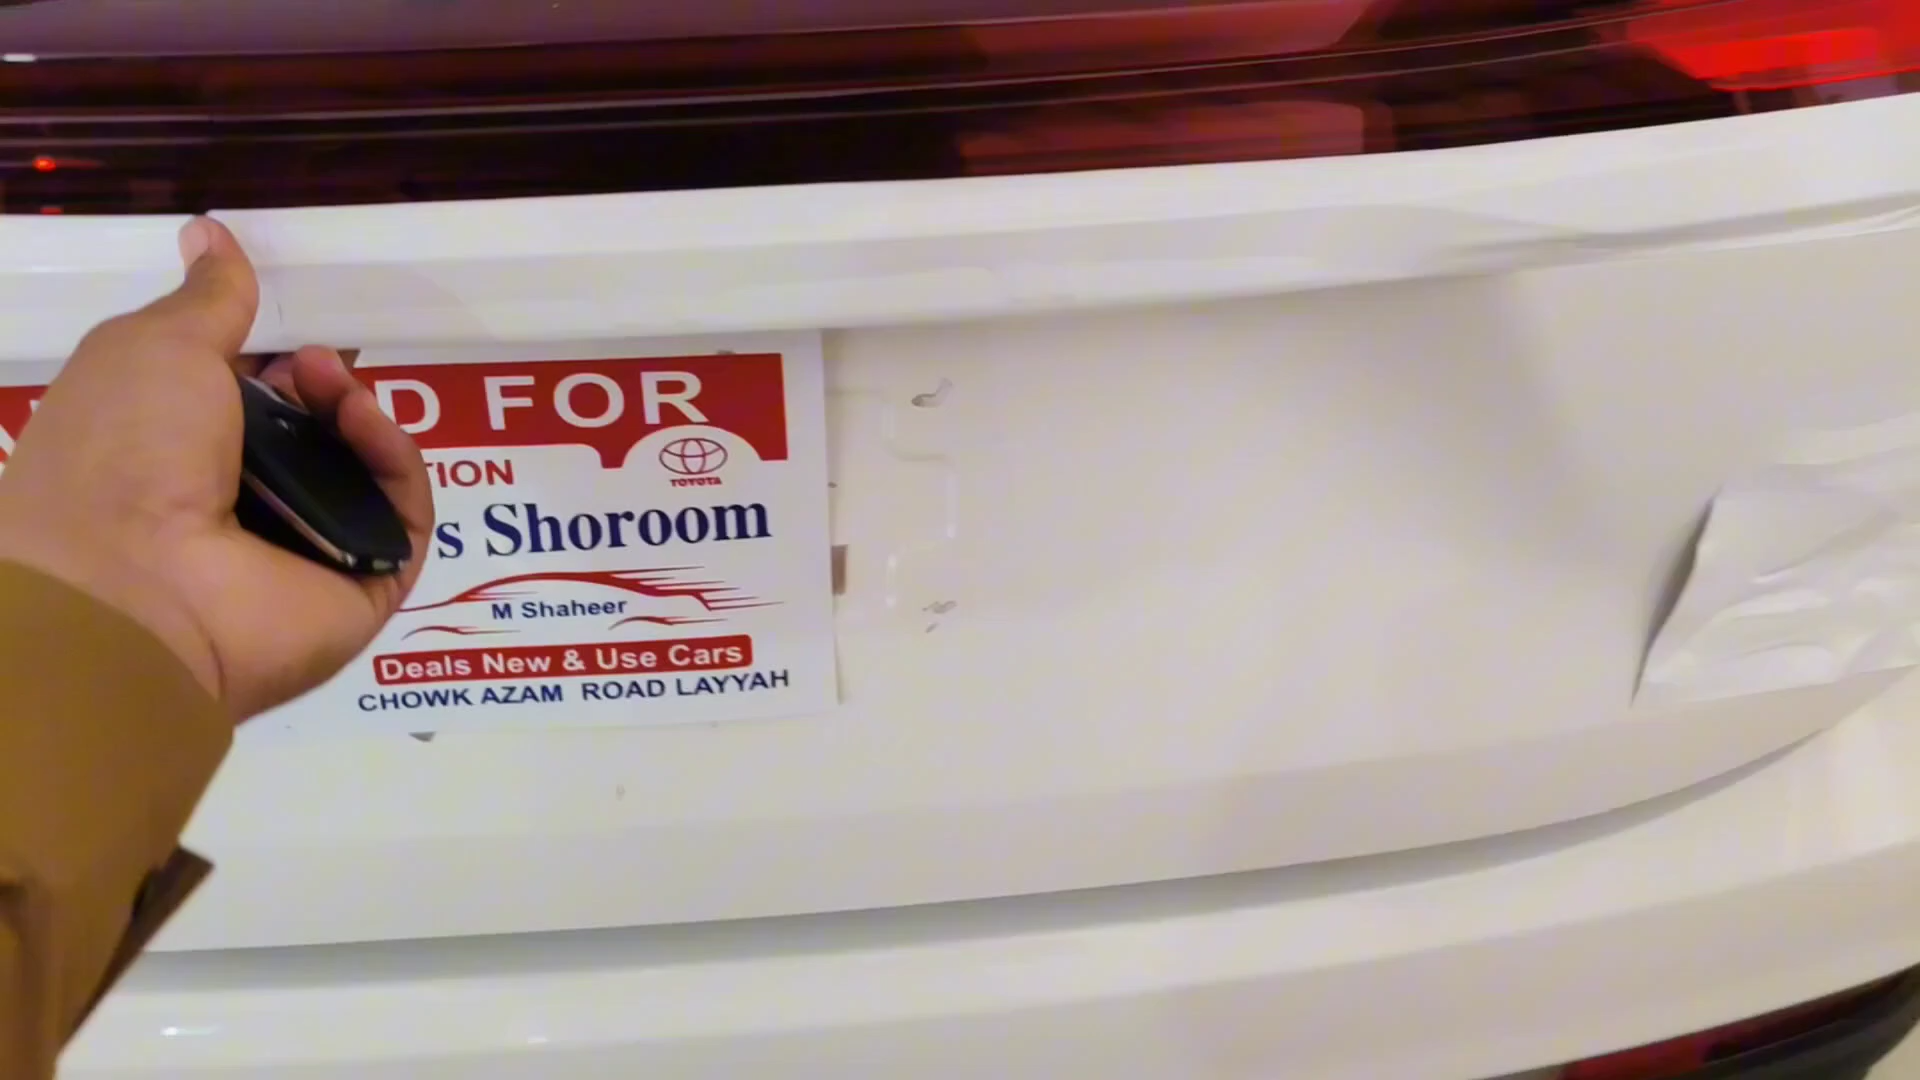 D FOR
TION
TOYOTA
s Shoroom
M Shaheer
Deals New & Use Cars
CHOWK AZAM ROAD LAYYAH